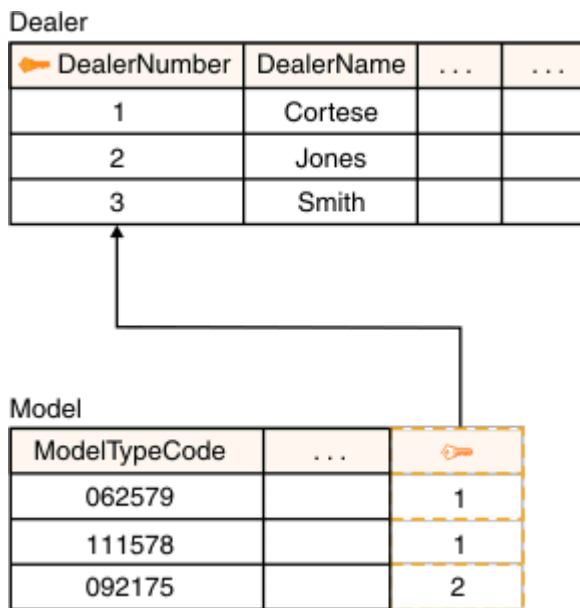 Dealer
DealerNumber DealerName ... ...
1 Cortese
2 Jones
3 Smith
Model
ModelTypeCode ...
062579 1
111578 1
092175 2